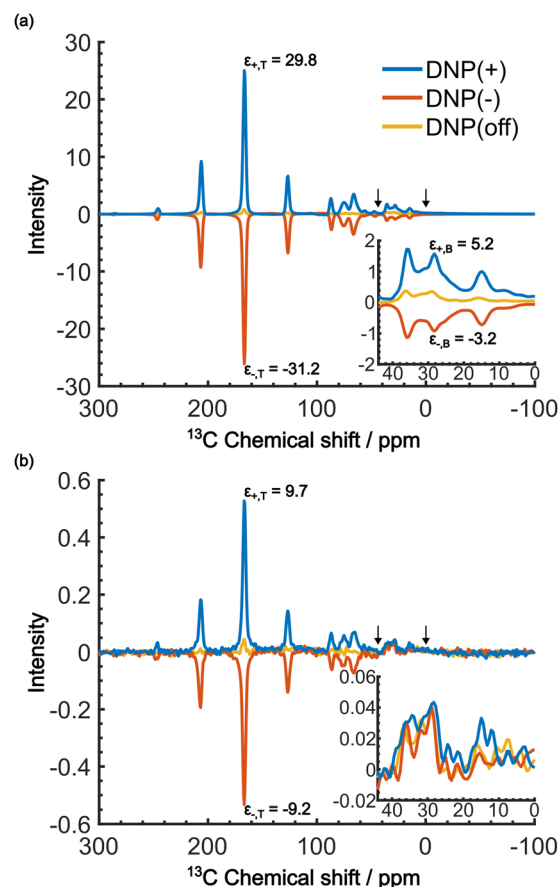 (a)
ε+,T = 29.8
DNP(+)
DNP(-)
DNP(off)
30
20
10
0
-10
-20
-30
Intensity
ε-,T = -31.2
2
1
0
-1
-2
ε+,B = 5.2
ε-,B = -3.2
40 30 20 10 0
300 200 100 0 -100
13C Chemical shift / ppm
(b)
ε+,T = 9.7
0.6
0.4
0.2
0
-0.2
-0.4
-0.6
Intensity
ε-,T = -9.2
0.06
0.04
0.02
0
-0.02
40 30 20 10 0
300 200 100 0 -100
13C Chemical shift / ppm